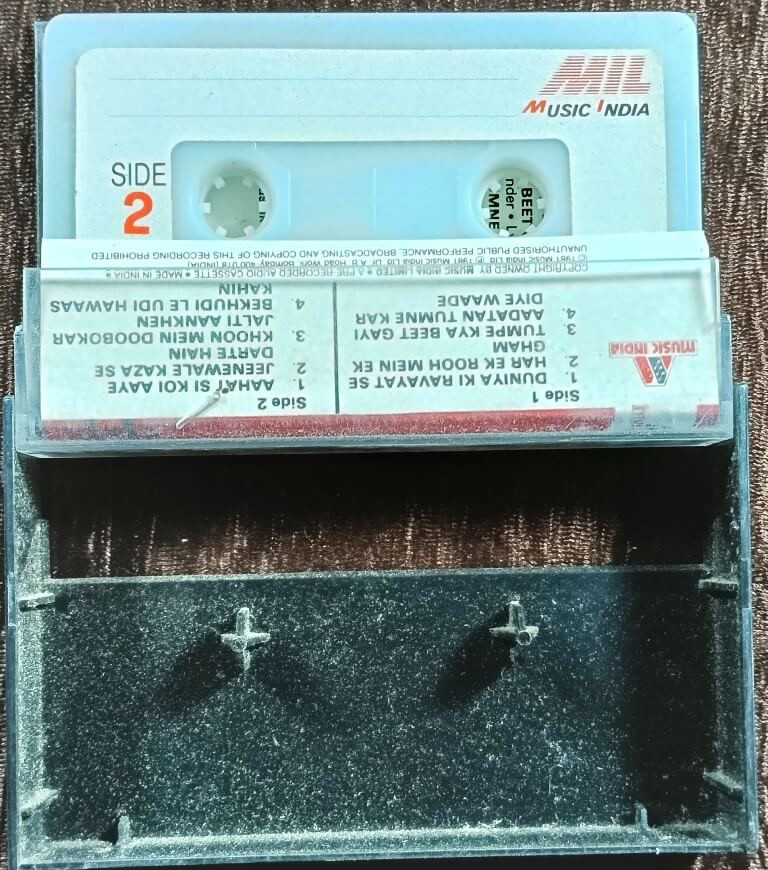 MIL
MUSIC INDIA
SIDE
2
BEET
nder •
MNE
UNAUTHORISED PUBLIC PERFORMANCE, BROADCASTING AND COPYING OF THIS RECORDING PROHIBITED
COPYRIGHT OWNED BY MUSIC INDIA LIMITED • PRE-RECORDED AUDIO CASSETTE • MADE IN INDIA •
MUSIC INDIA
Side 1
1. DUNIYA KI RAVAYAT SE
2. HAR EK ROOH MEIN EK
GHAM
3. TUMPE KYA BEET GAYI
4. AADATAN TUMNE KAR
DIYE WAADE
Side 2
1. AAHAT SI KOI AAYE
2. JEENEWALE KAZA SE
DARTE HAIN
3. KHOON MEIN DOOBOKAR
JALTI AANKHEN
4. BEKHUDI LE UDI HAWAAS
KAHIN